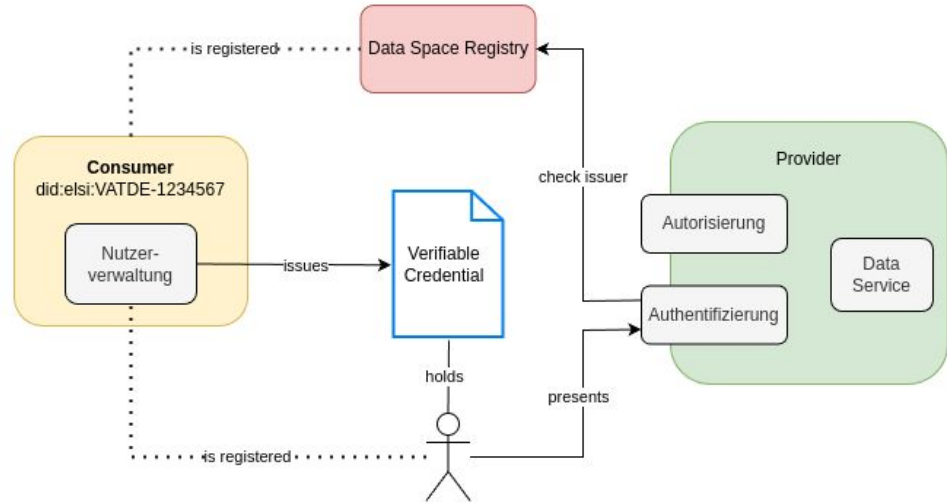 is registered
Data Space Registry
Consumer
did:elsi:VATDE-1234567
Nutzer-
verwaltung
issues
Verifiable
Credential
check issuer
Provider
Autorisierung
Data
Service
Authentifizierung
holds
presents
is registered